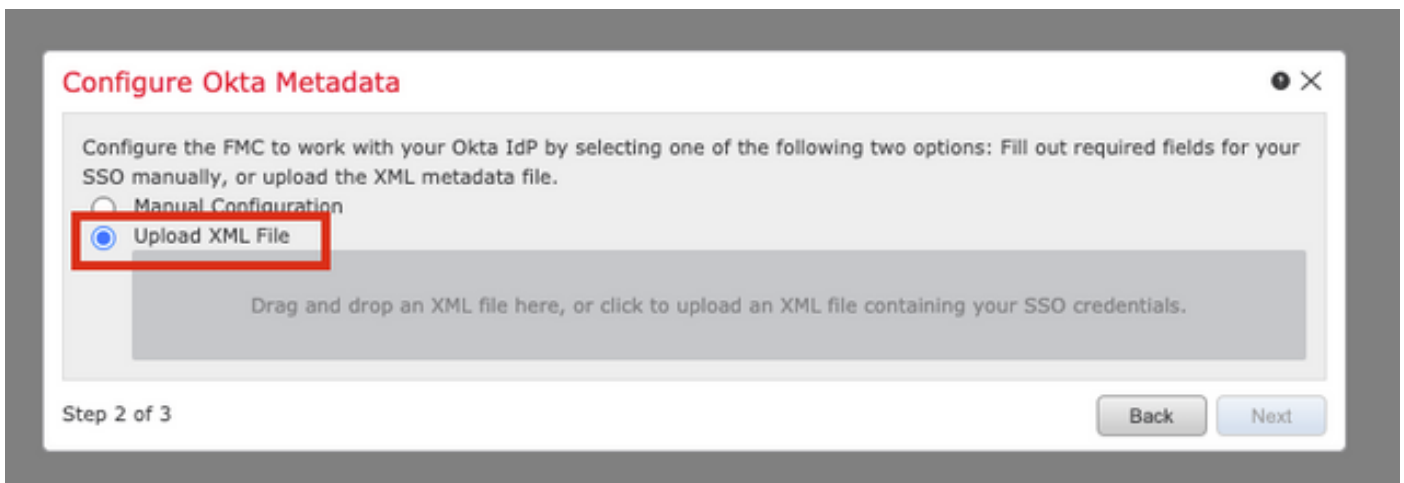 Configure Okta Metadata
Configure the FMC to work with your Okta IdP by selecting one of the following two options: Fill out required fields for your
SSO manually, or upload the XML metadata file.
Manual Configuration
Upload XML File
Drag and drop an XML file here, or click to upload an XML file containing your SSO credentials.
Step 2 of 3
Back
Next